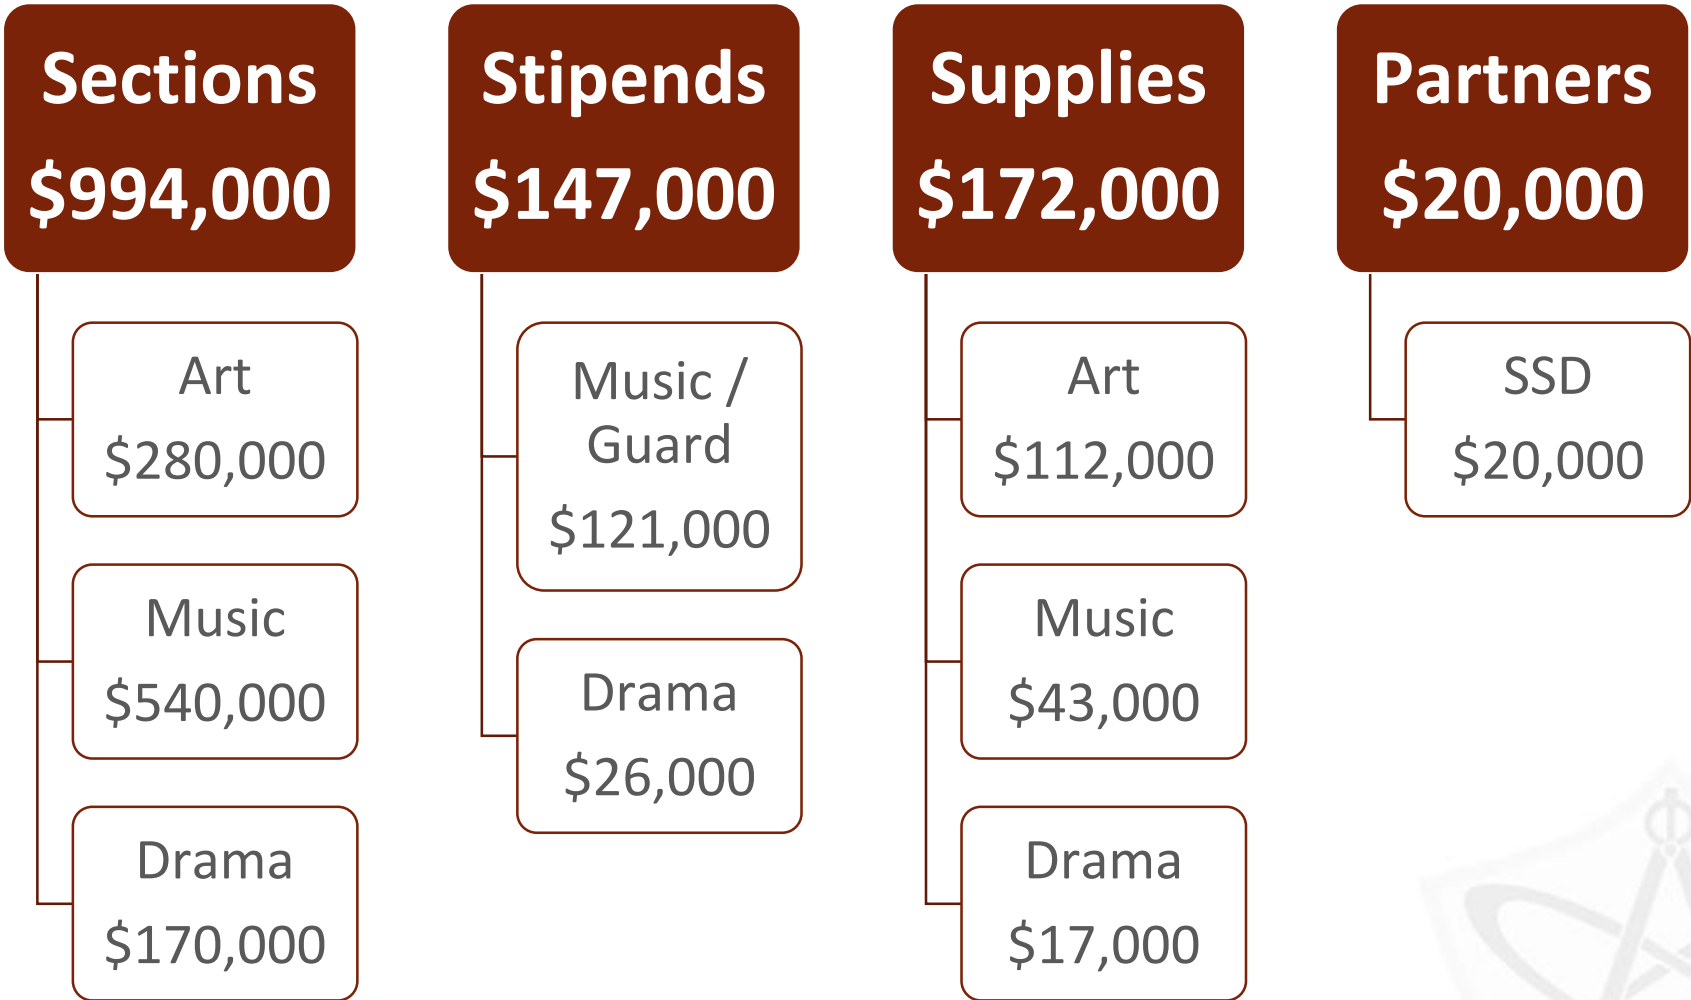 Sections
$994,000
Art
$280,000
Music
$540,000
Drama
$170,000
Stipends
$147,000
Music /
Guard
$121,000
Drama
$26,000
Supplies
$172,000
Art
$112,000
Music
$43,000
Drama
$17,000
Partners
$20,000
SSD
$20,000